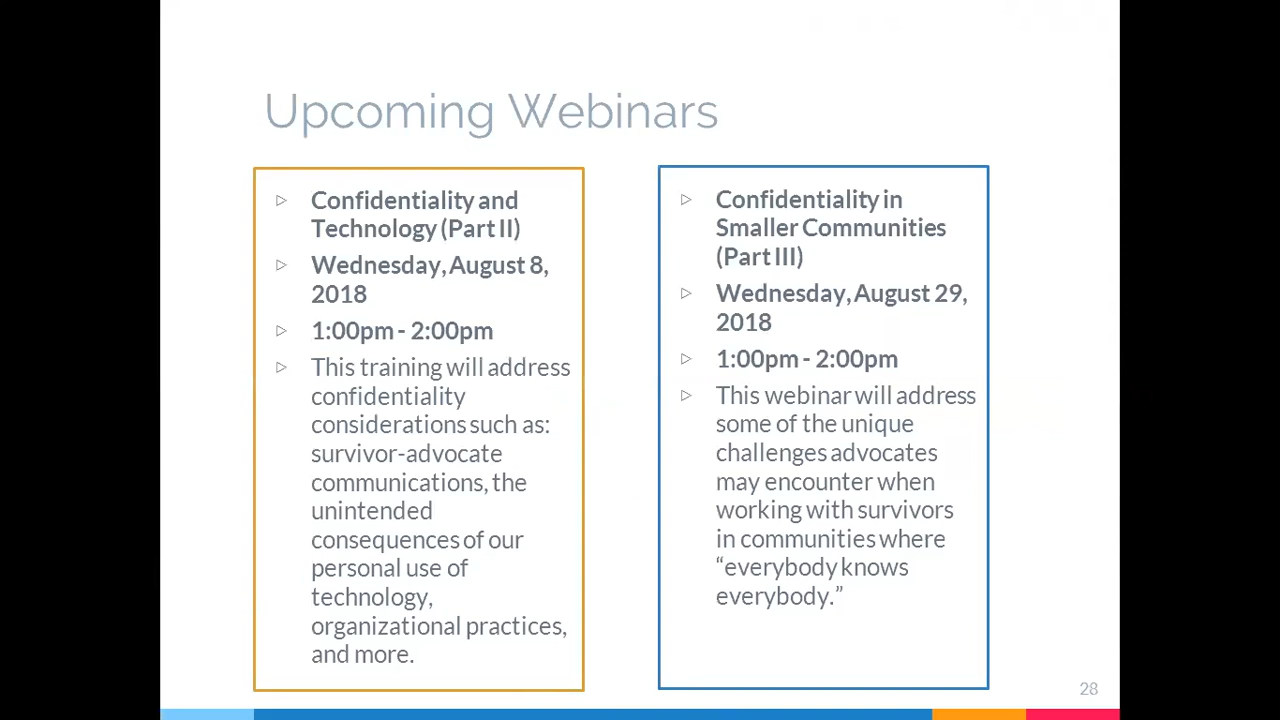 Upcoming Webinars
Confidentiality and
Technology (Part II)
Wednesday, August 8,
2018
1:00pm - 2:00pm
This training will address
confidentiality
considerations such as:
survivor-advocate
communications, the
unintended
consequences of our
personal use of
technology,
organizational practices,
and more.
Confidentiality in
Smaller Communities
(Part III)
Wednesday, August 29,
2018
1:00pm - 2:00pm
This webinar will address
some of the unique
challenges advocates
may encounter when
working with survivors
in communities where
“everybody knows
everybody.”
28